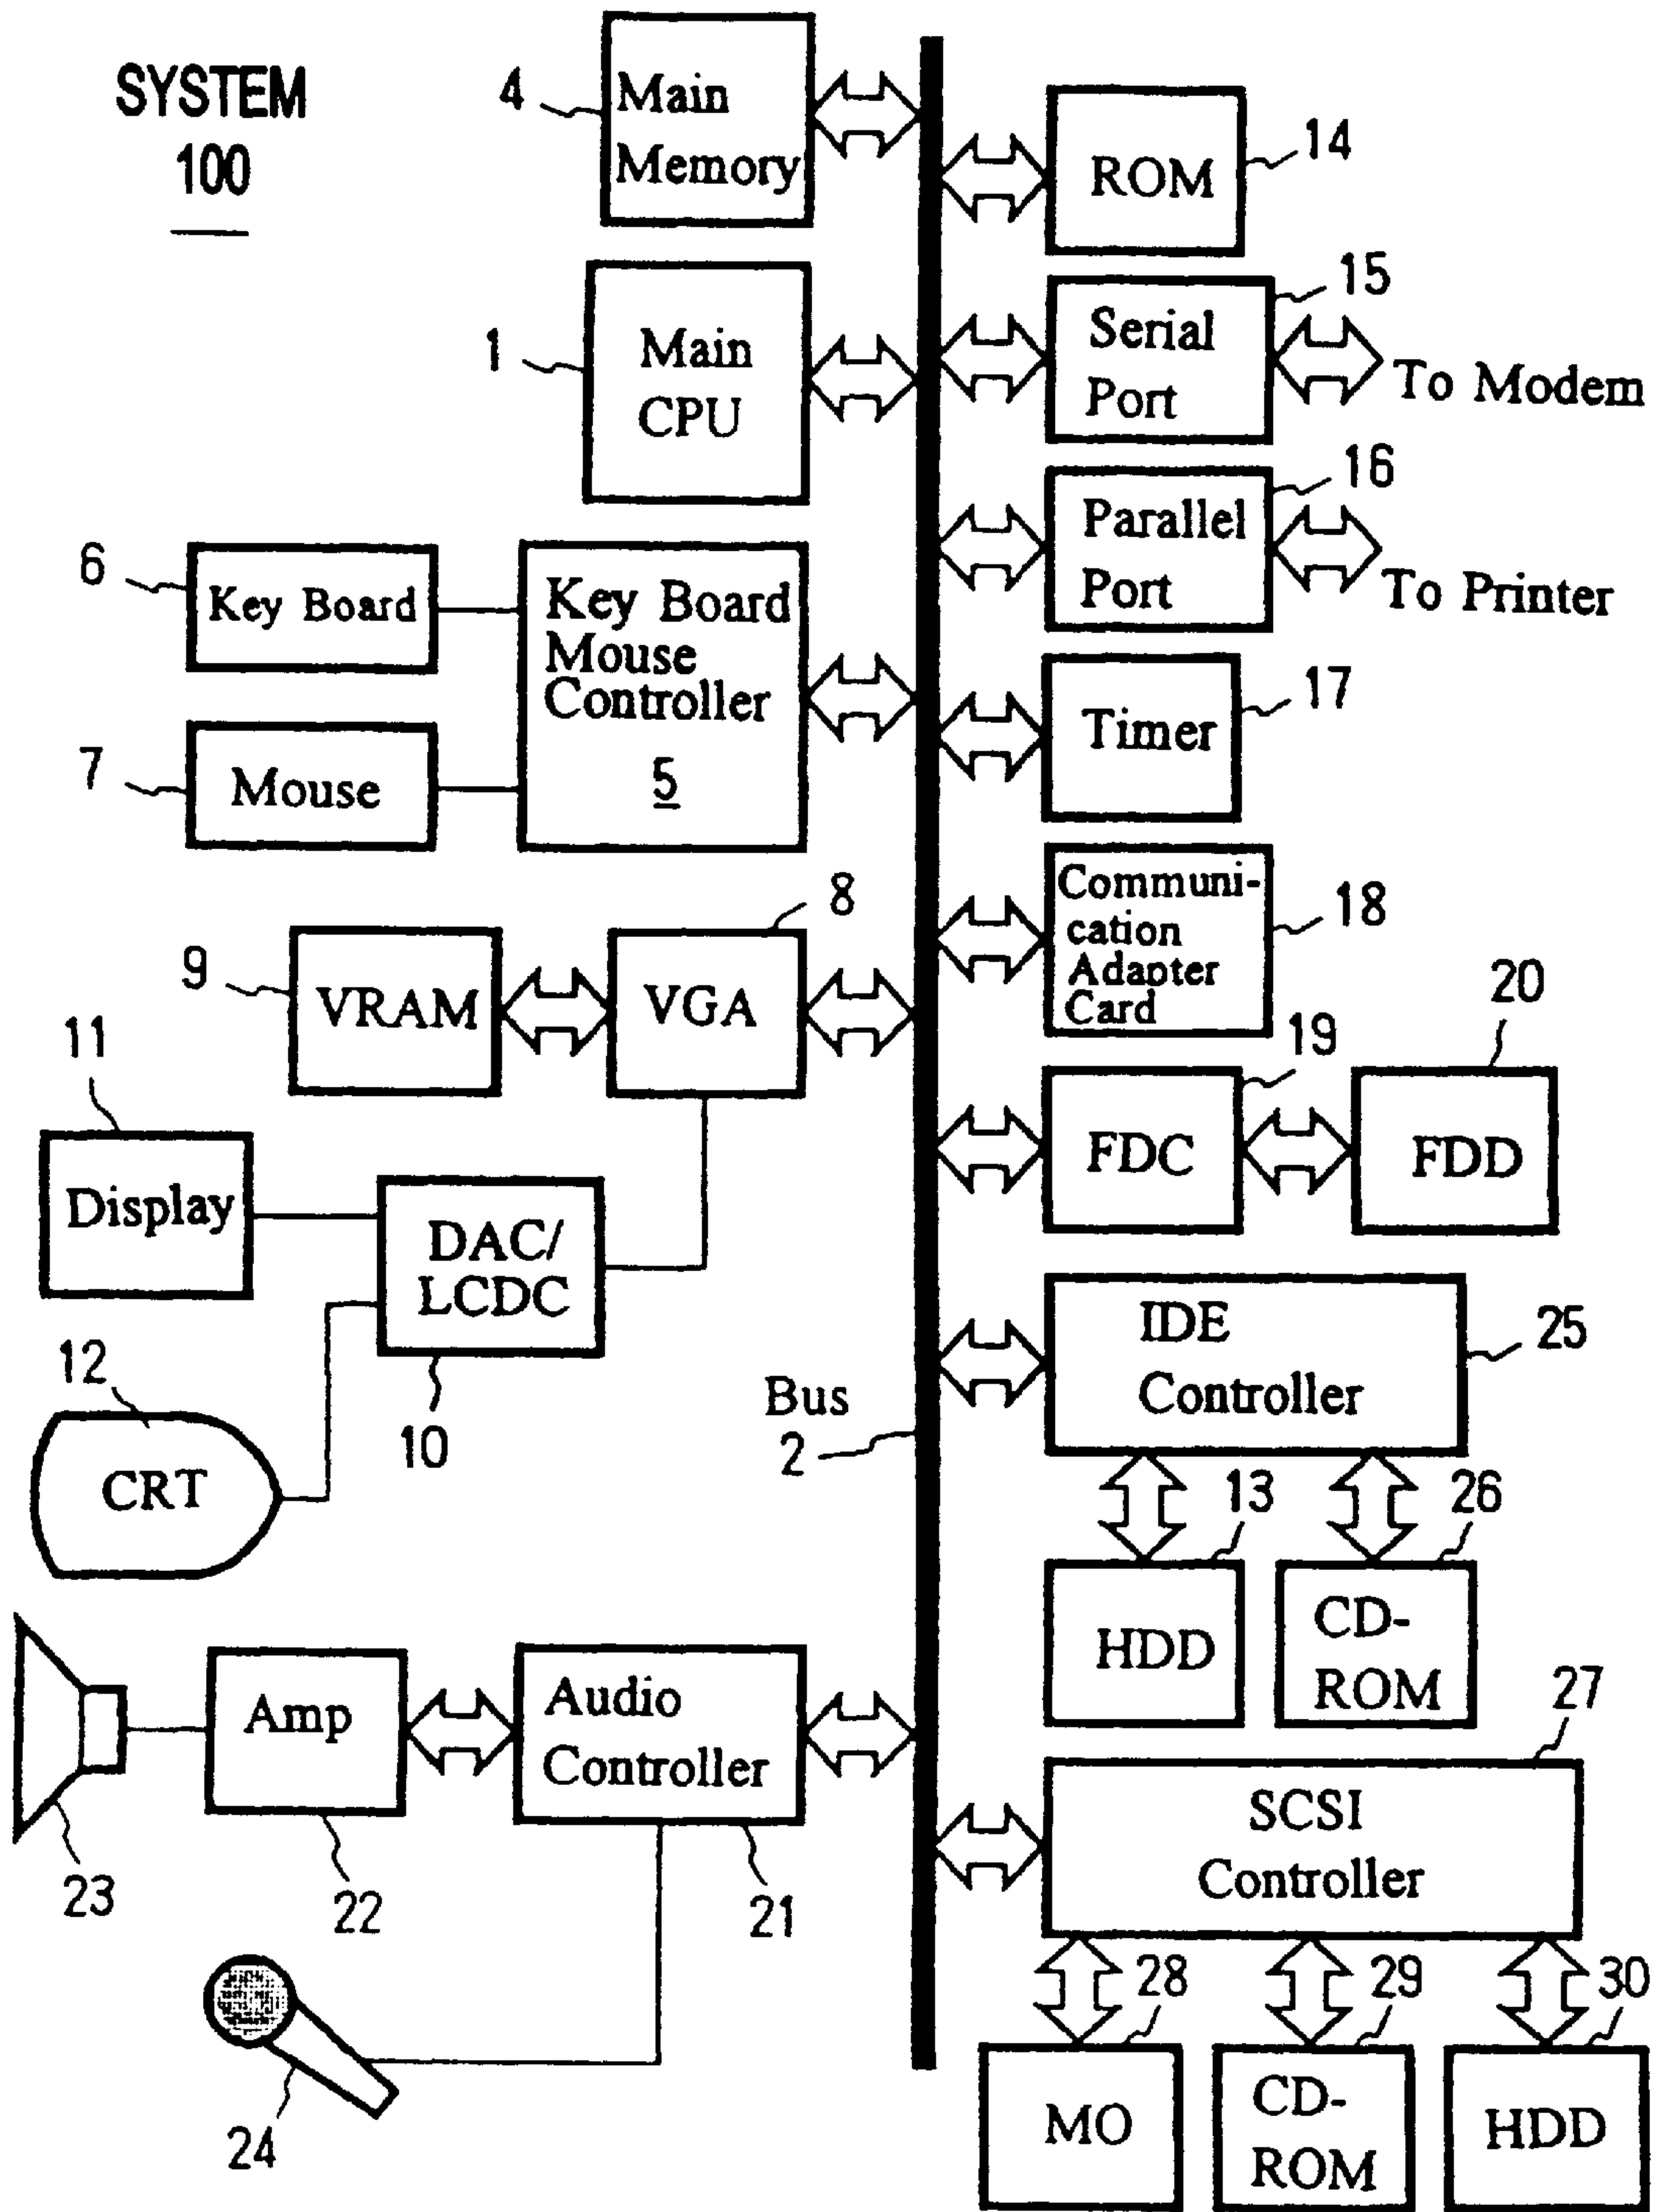 SYSTEM
100
4
Main
Memory
1
Main
CPU
6
Key Board
7
Mouse
Key Board
Mouse
Controller
5
8
9
VRAM
VGA
11
Display
DAC/
LCDC
10
12
CRT
Bus
2
Amp
Audio
Controller
23
22
21
24
ROM
14
15
Serial
Port
To Modem
16
Parallel
Port
To Printer
17
Timer
Communi-
cation
Adapter
Card
18
19
20
FDC
FDD
IDE
Controller
25
13
26
HDD
CD-
ROM
27
SCSI
Controller
28
29
30
MO
CD-
ROM
HDD